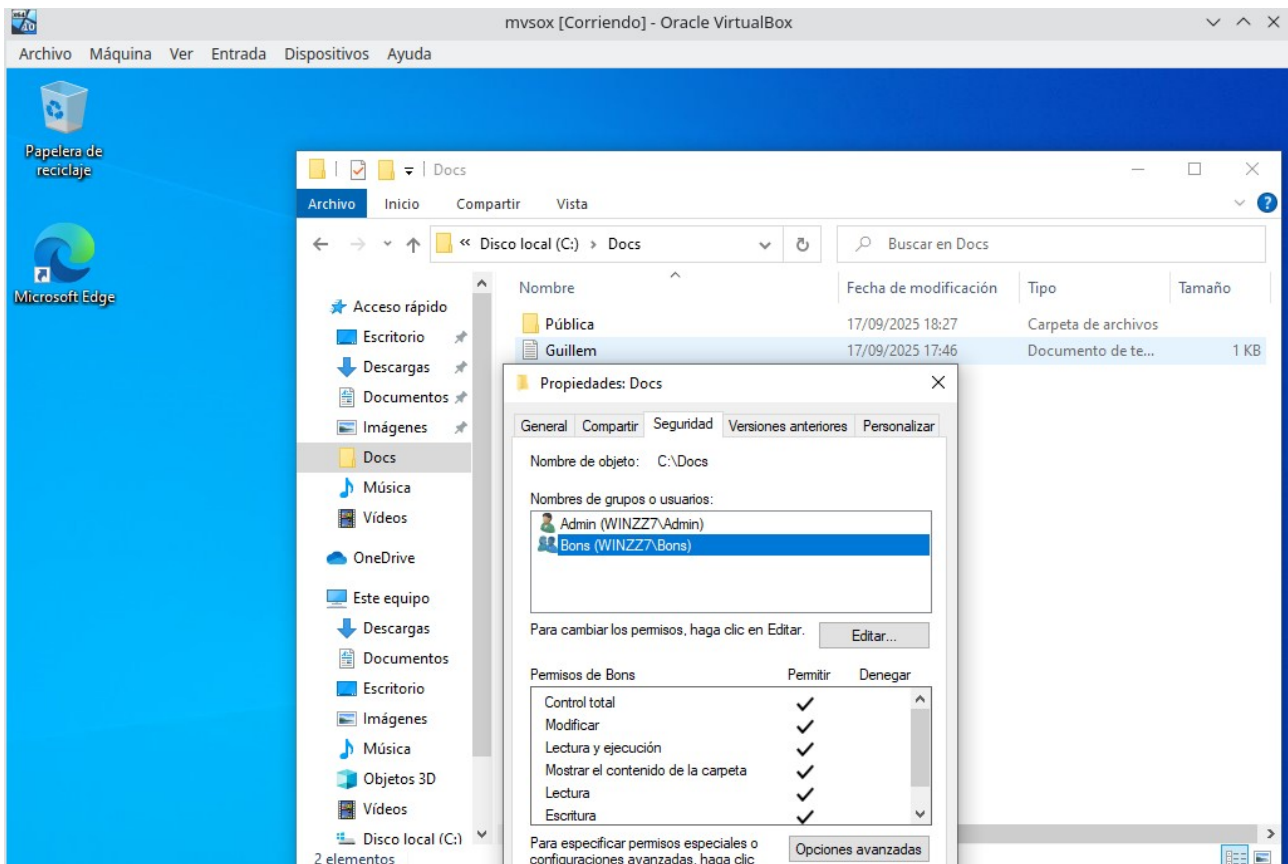 mvsox [Corriendo] - Oracle VirtualBox
Archivo Máquina Ver Entrada Dispositivos Ayuda
Papelera de
reciclaje
Microsoft Edge
Docs
Archivo Inicio Compartir Vista
« Disco local (C:) › Docs
Buscar en Docs
Nombre Fecha de modificación Tipo Tamaño
Pública 17/09/2025 18:27 Carpeta de archivos
Guillem 17/09/2025 17:46 Documento de te... 1 KB
Acceso rápido
Escritorio
Descargas
Documentos
Imágenes
Docs
Música
Vídeos
OneDrive
Este equipo
Descargas
Documentos
Escritorio
Imágenes
Música
Objetos 3D
Vídeos
Disco local (C:)
2 elementos
Propiedades: Docs
General Compartir Seguridad Versiones anteriores Personalizar
Nombre de objeto: C:\Docs
Nombres de grupos o usuarios:
Admin (WINZZ7\Admin)
Bons (WINZZ7\Bons)
Para cambiar los permisos, haga clic en Editar. Editar...
Permisos de Bons Permitir Denegar
Control total
Modificar
Lectura y ejecución
Mostrar el contenido de la carpeta
Lectura
Escritura
Para especificar permisos especiales o
configuraciones avanzadas, haga clic
Opciones avanzadas